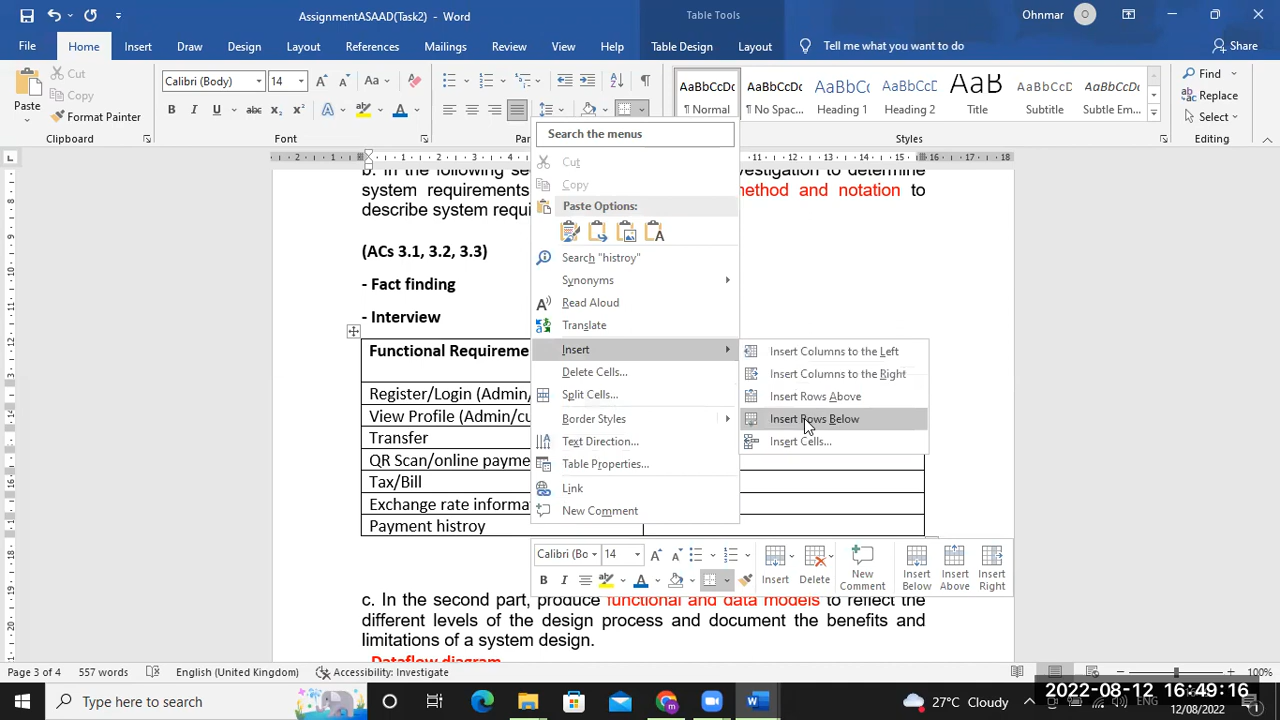 AssignmentASAAD(Task2) - Word
Table Tools
Ohnmar
File Home Insert Draw Design Layout References Mailings Review View Help Table Design Layout Tell me what you want to do Share
Paste
Cut
Copy
Format Painter
Clipboard
Calibri (Body) 14
Font
AaBbCcDc AaBbCcDc AaBbCc AaBbCcD AaB AaBbCcD AaBbCcDc
¶ Normal ¶ No Spac... Heading 1 Heading 2 Title Subtitle Subtle Em...
Styles
Find
Replace
Select
Editing
Search the menus
Cut
Copy
Paste Options:
Search "histroy"
Synonyms
Read Aloud
Translate
Insert
Delete Cells...
Split Cells...
Border Styles
Text Direction...
Table Properties...
Link
New Comment
Insert Columns to the Left
Insert Columns to the Right
Insert Rows Above
Insert Rows Below
Insert Cells...
Calibri (Bo 14
Insert Delete New Comment Insert Below Insert Above Insert Right
system requirements
method and notation to
describe system requi
(ACs 3.1, 3.2, 3.3)
- Fact finding
- Interview
Functional Requireme
Register/Login (Admin/
View Profile (Admin/cu
Transfer
QR Scan/online payme
Tax/Bill
Exchange rate informa
Payment histroy
c. In the second part, produce functional and data models to reflect the
different levels of the design process and document the benefits and
limitations of a system design.
Dataflow diagram
Page 3 of 4 557 words English (United Kingdom) Accessibility: Investigate 100%
Type here to search
27°C Cloudy
ENG
2022-08-12 16:49:16
12/08/2022